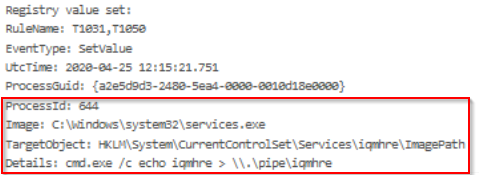 Registry value set:
RuleName: T1031,T1050
EventType: SetValue
UtcTime: 2020-04-25 12:15:21.751
ProcessGuid: {a2e5d9d3-2480-5ea4-0000-0010d18e0000}
ProcessId: 644
Image: C:\Windows\system32\services.exe
TargetObject: HKLM\System\CurrentControlSet\Services\iqmhre\ImagePath
Details: cmd.exe /c echo iqmhre > \\.\pipe\iqmhre